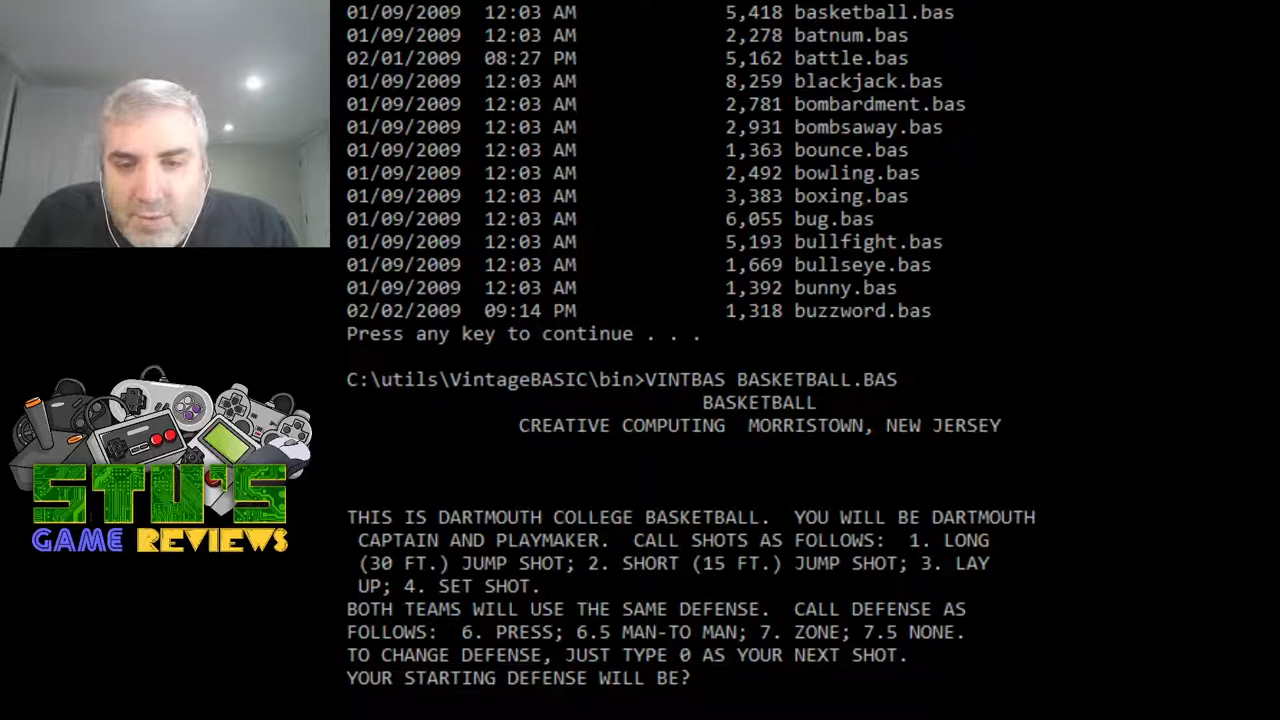 01/09/2009  12:03 AM             5,418 basketball.bas
01/09/2009  12:03 AM             2,278 batnum.bas
02/01/2009  08:27 PM             5,162 battle.bas
01/09/2009  12:03 AM             8,259 blackjack.bas
01/09/2009  12:03 AM             2,781 bombardment.bas
01/09/2009  12:03 AM             2,931 bombsaway.bas
01/09/2009  12:03 AM             1,363 bounce.bas
01/09/2009  12:03 AM             2,492 bowling.bas
01/09/2009  12:03 AM             3,383 boxing.bas
01/09/2009  12:03 AM             6,055 bug.bas
01/09/2009  12:03 AM             5,193 bullfight.bas
01/09/2009  12:03 AM             1,669 bullseye.bas
01/09/2009  12:03 AM             1,392 bunny.bas
02/02/2009  09:14 PM             1,318 buzzword.bas
Press any key to continue . . .
C:\utils\VintageBASIC\bin>VINTBAS BASKETBALL.BAS
BASKETBALL
CREATIVE COMPUTING  MORRISTOWN, NEW JERSEY
THIS IS DARTMOUTH COLLEGE BASKETBALL.  YOU WILL BE DARTMOUTH
CAPTAIN AND PLAYMAKER.  CALL SHOTS AS FOLLOWS:  1. LONG
(30 FT.) JUMP SHOT; 2. SHORT (15 FT.) JUMP SHOT; 3. LAY
UP; 4. SET SHOT.
BOTH TEAMS WILL USE THE SAME DEFENSE.  CALL DEFENSE AS
FOLLOWS:  6. PRESS; 6.5 MAN-TO MAN; 7. ZONE; 7.5 NONE.
TO CHANGE DEFENSE, JUST TYPE 0 AS YOUR NEXT SHOT.
YOUR STARTING DEFENSE WILL BE?
STU'S
GAME REVIEWS